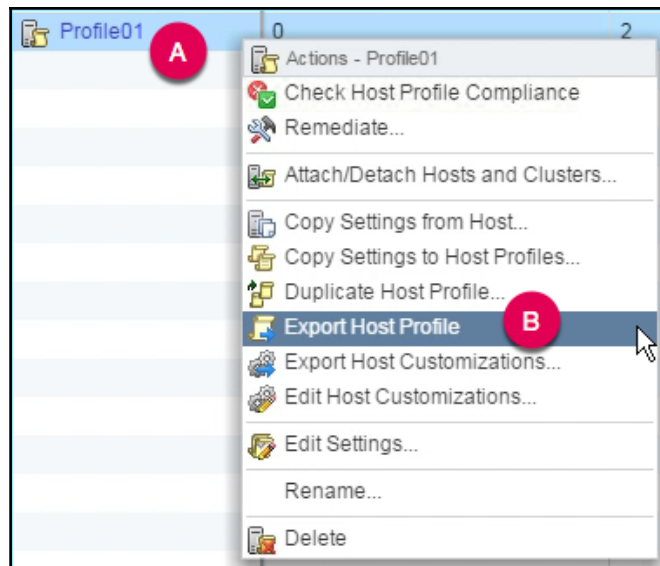 Profile01
A
0
2
Actions - Profile01
Check Host Profile Compliance
Remediate...
Attach/Detach Hosts and Clusters...
Copy Settings from Host...
Copy Settings to Host Profiles...
Duplicate Host Profile...
Export Host Profile
B
Export Host Customizations...
Edit Host Customizations...
Edit Settings...
Rename...
Delete